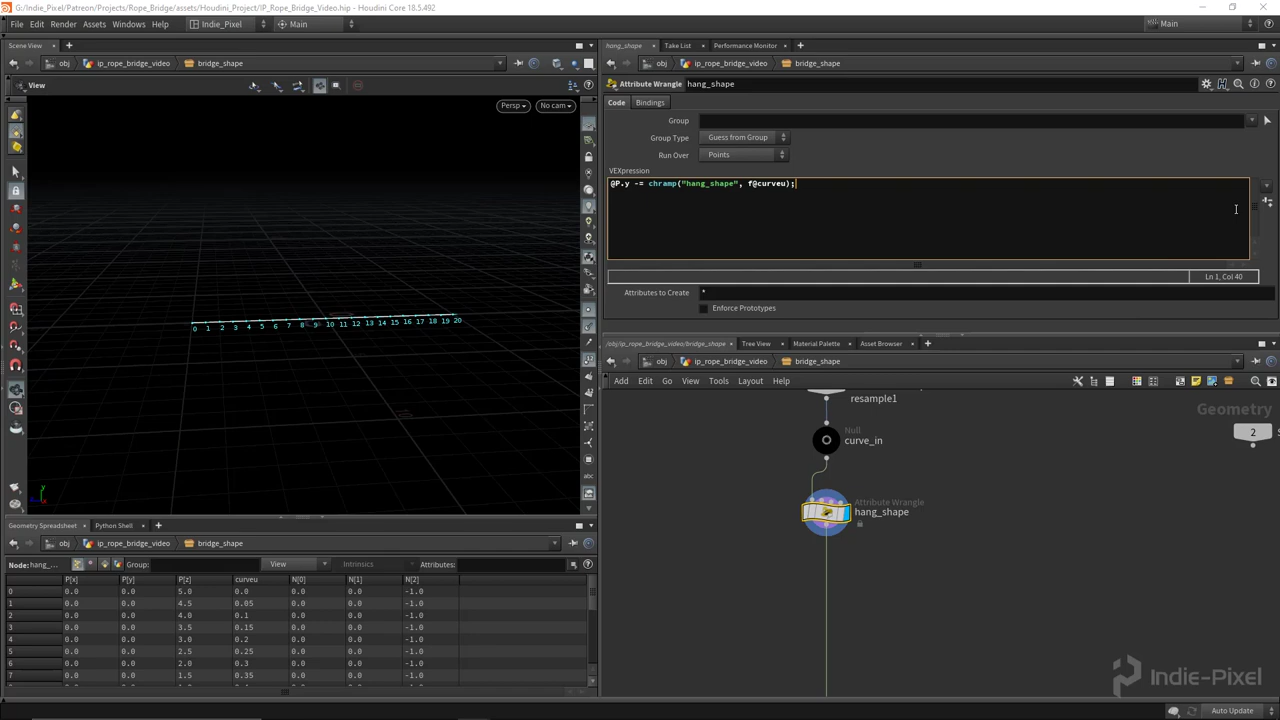 G:/Indie_Pixel/Patreon/Projects/Rope_Bridge/assets/Houdini_Project/IP_Rope_Bridge_Video.hip - Houdini Core 18.5.492
File Edit Render Assets Windows Help Indie_Pixel Main Main
Scene View
obj ip_rope_bridge_video bridge_shape
View
Persp No cam
0 1 2 3 4 5 6 7 8 9 10 11 12 13 14 15 16 17 18 19 20
abc
Geometry Spreadsheet Python Shell
obj ip_rope_bridge_video bridge_shape
Node: hang_... Group: View Intrinsics Attributes:
P[x] P[y] P[z] curveu N[0] N[1] N[2]
0 0.0 0.0 5.0 0.0 0.0 0.0 -1.0
1 0.0 0.0 4.5 0.05 0.0 0.0 -1.0
2 0.0 0.0 4.0 0.1 0.0 0.0 -1.0
3 0.0 0.0 3.5 0.15 0.0 0.0 -1.0
4 0.0 0.0 3.0 0.2 0.0 0.0 -1.0
5 0.0 0.0 2.5 0.25 0.0 0.0 -1.0
6 0.0 0.0 2.0 0.3 0.0 0.0 -1.0
7 0.0 0.0 1.5 0.35 0.0 0.0 -1.0
hang_shape Take List Performance Monitor
obj ip_rope_bridge_video bridge_shape
Attribute Wrangle hang_shape
Code Bindings
Group
Group Type Guess from Group
Run Over Points
VEXpression
@P.y -= chramp("hang_shape", f@curveu);
Ln 1, Col 40
Attributes to Create *
Enforce Prototypes
/obj/ip_rope_bridge_video/bridge_shape Tree View Material Palette Asset Browser
obj ip_rope_bridge_video bridge_shape
Add Edit Go View Tools Layout Help
resample1
Null
curve_in
Attribute Wrangle
hang_shape
Geometry
2
Indie-Pixel
Auto Update